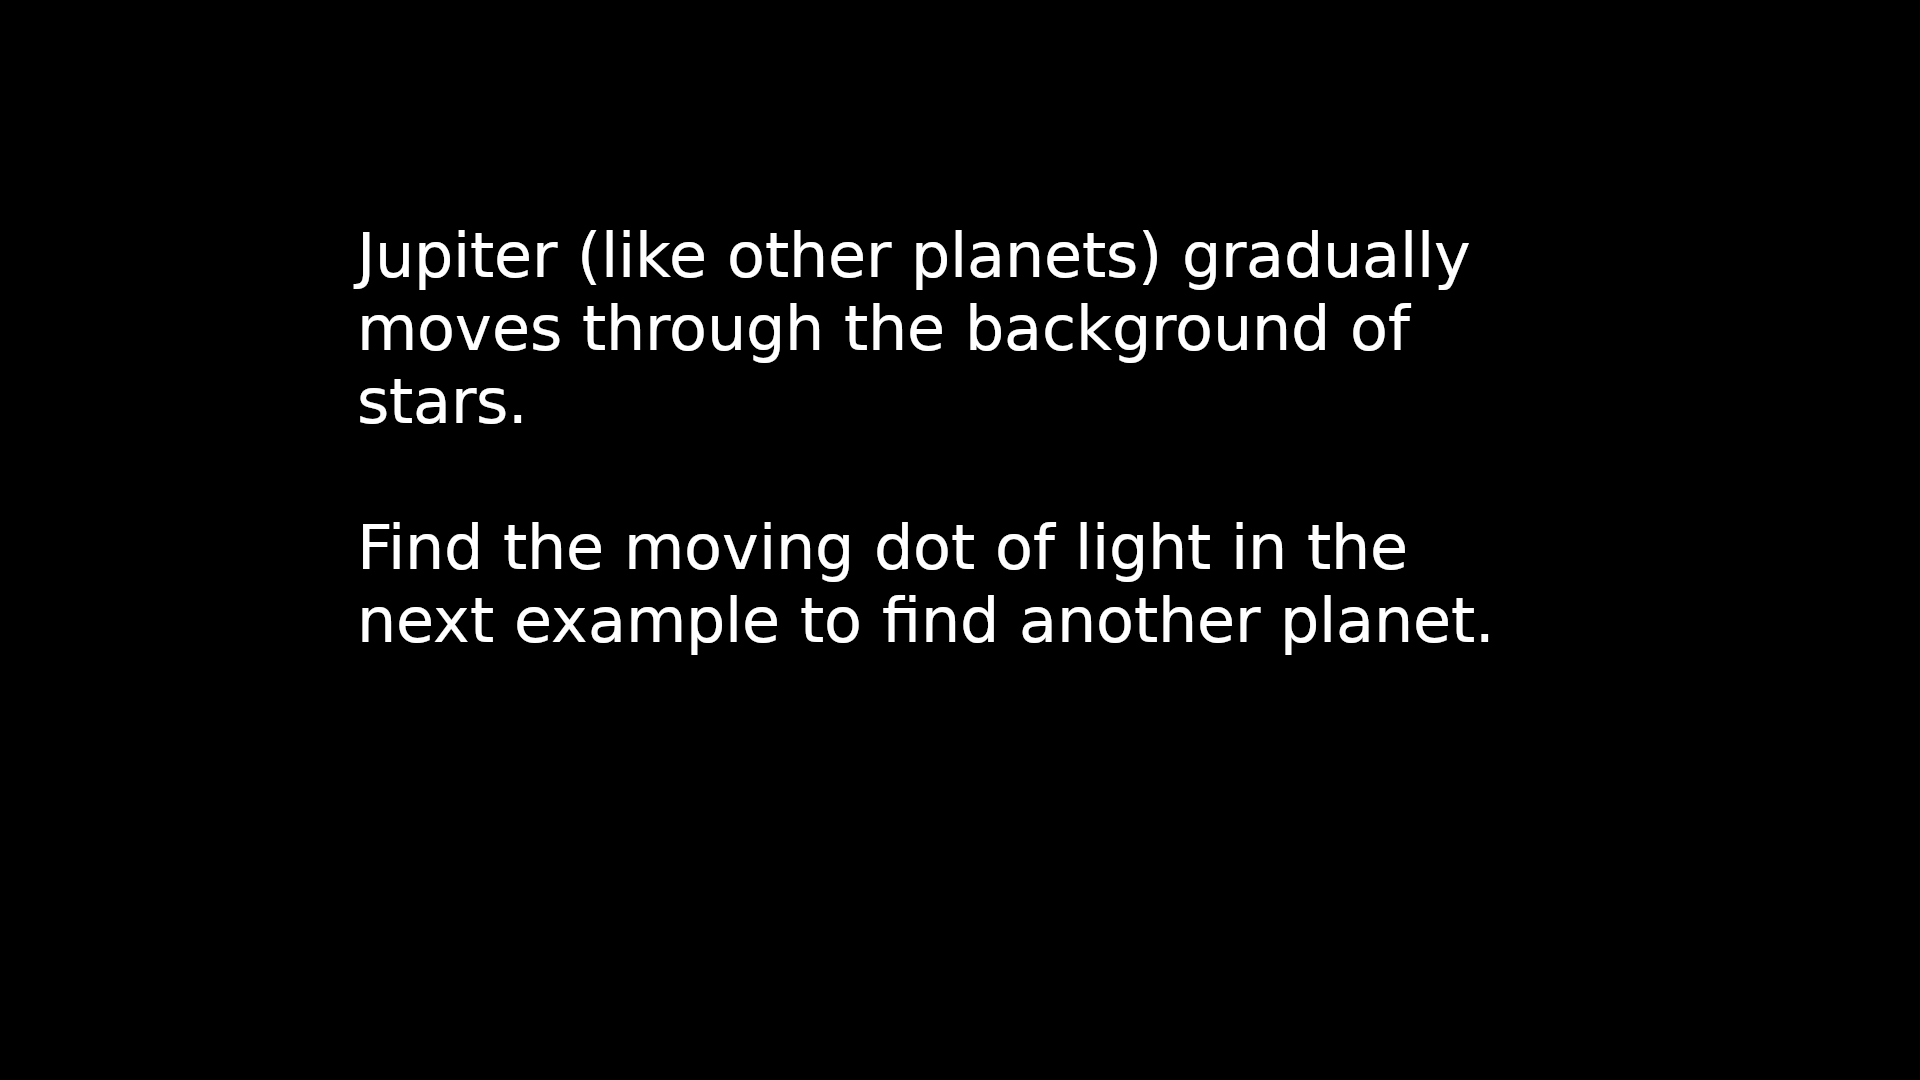 Jupiter (like other planets) gradually
moves through the background of
stars.
Find the moving dot of light in the
next example to find another planet.